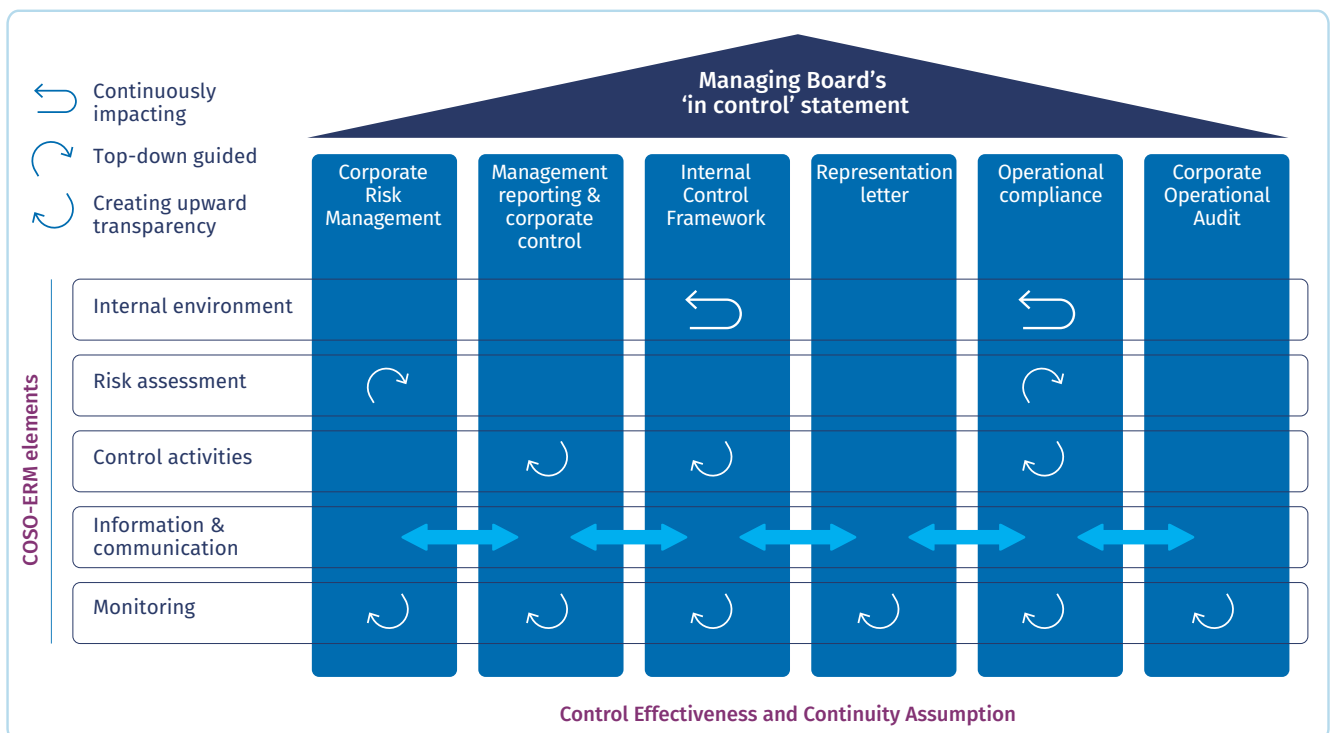 Managing Board's
'in control' statement
Continuously
impacting
Top-down guided
Creating upward
transparency
Corporate
Risk
Management
Management
reporting &
corporate
control
Internal
Control
Framework
Representation
letter
Operational
compliance
Corporate
Operational
Audit
COSO-ERM elements
Internal environment
Risk assessment
Control activities
Information &
communication
Monitoring
Control Effectiveness and Continuity Assumption